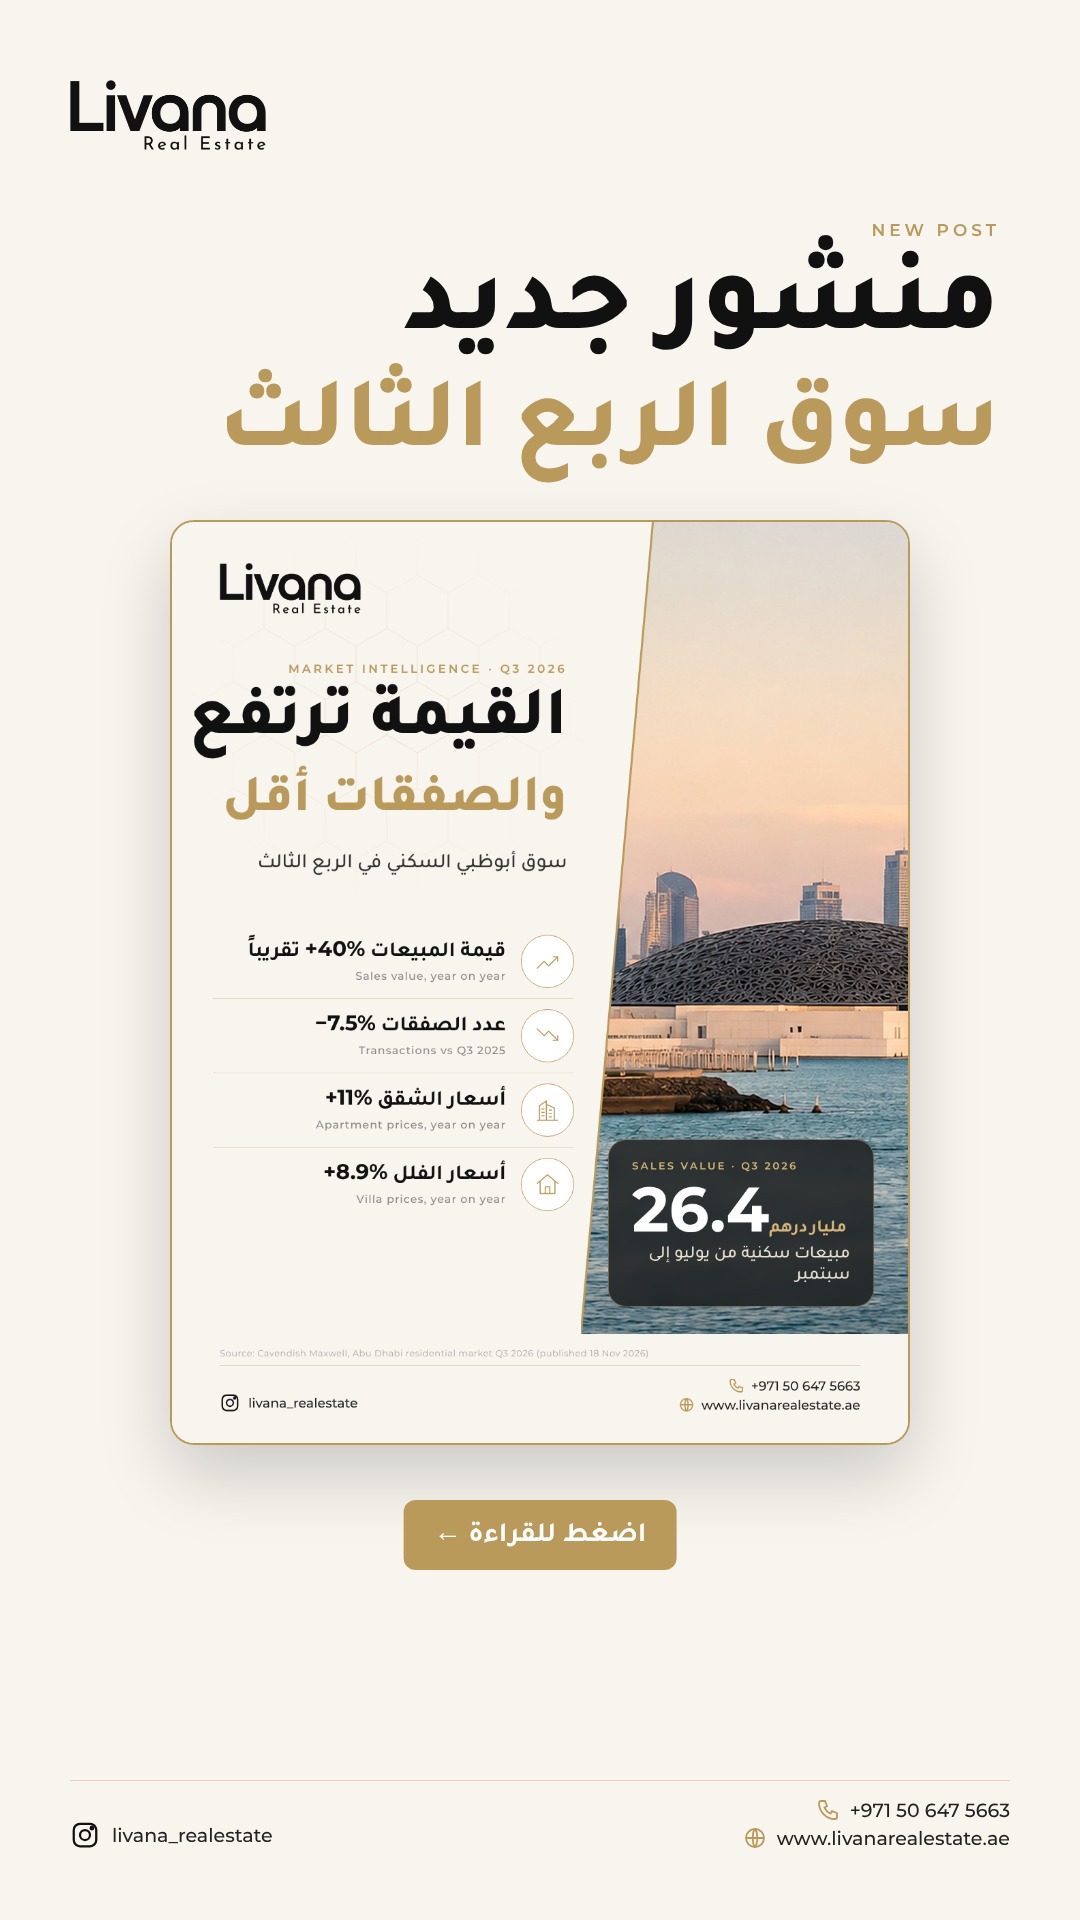 Livana
Real Estate
NEW POST
منشور جديد
سوق الربع الثالث
Livana
Real Estate
MARKET INTELLIGENCE · Q3 2026
القيمة ترتفع
والصفقات أقل
سوق أبوظبي السكني في الربع الثالث
قيمة المبيعات 40%+ تقريباً
Sales value, year on year
عدد الصفقات 7.5%−
Transactions vs Q3 2025
أسعار الشقق 11%+
Apartment prices, year on year
أسعار الفلل 8.9%+
Villa prices, year on year
SALES VALUE · Q3 2026
26.4 مليار درهم
مبيعات سكنية من يوليو إلى
سبتمبر
Source: Cavendish Maxwell, Abu Dhabi residential market Q3 2026 (published 18 Nov 2026)
livana_realestate
+971 50 647 5663
www.livanarealestate.ae
اضغط للقراءة ←
livana_realestate
+971 50 647 5663
www.livanarealestate.ae